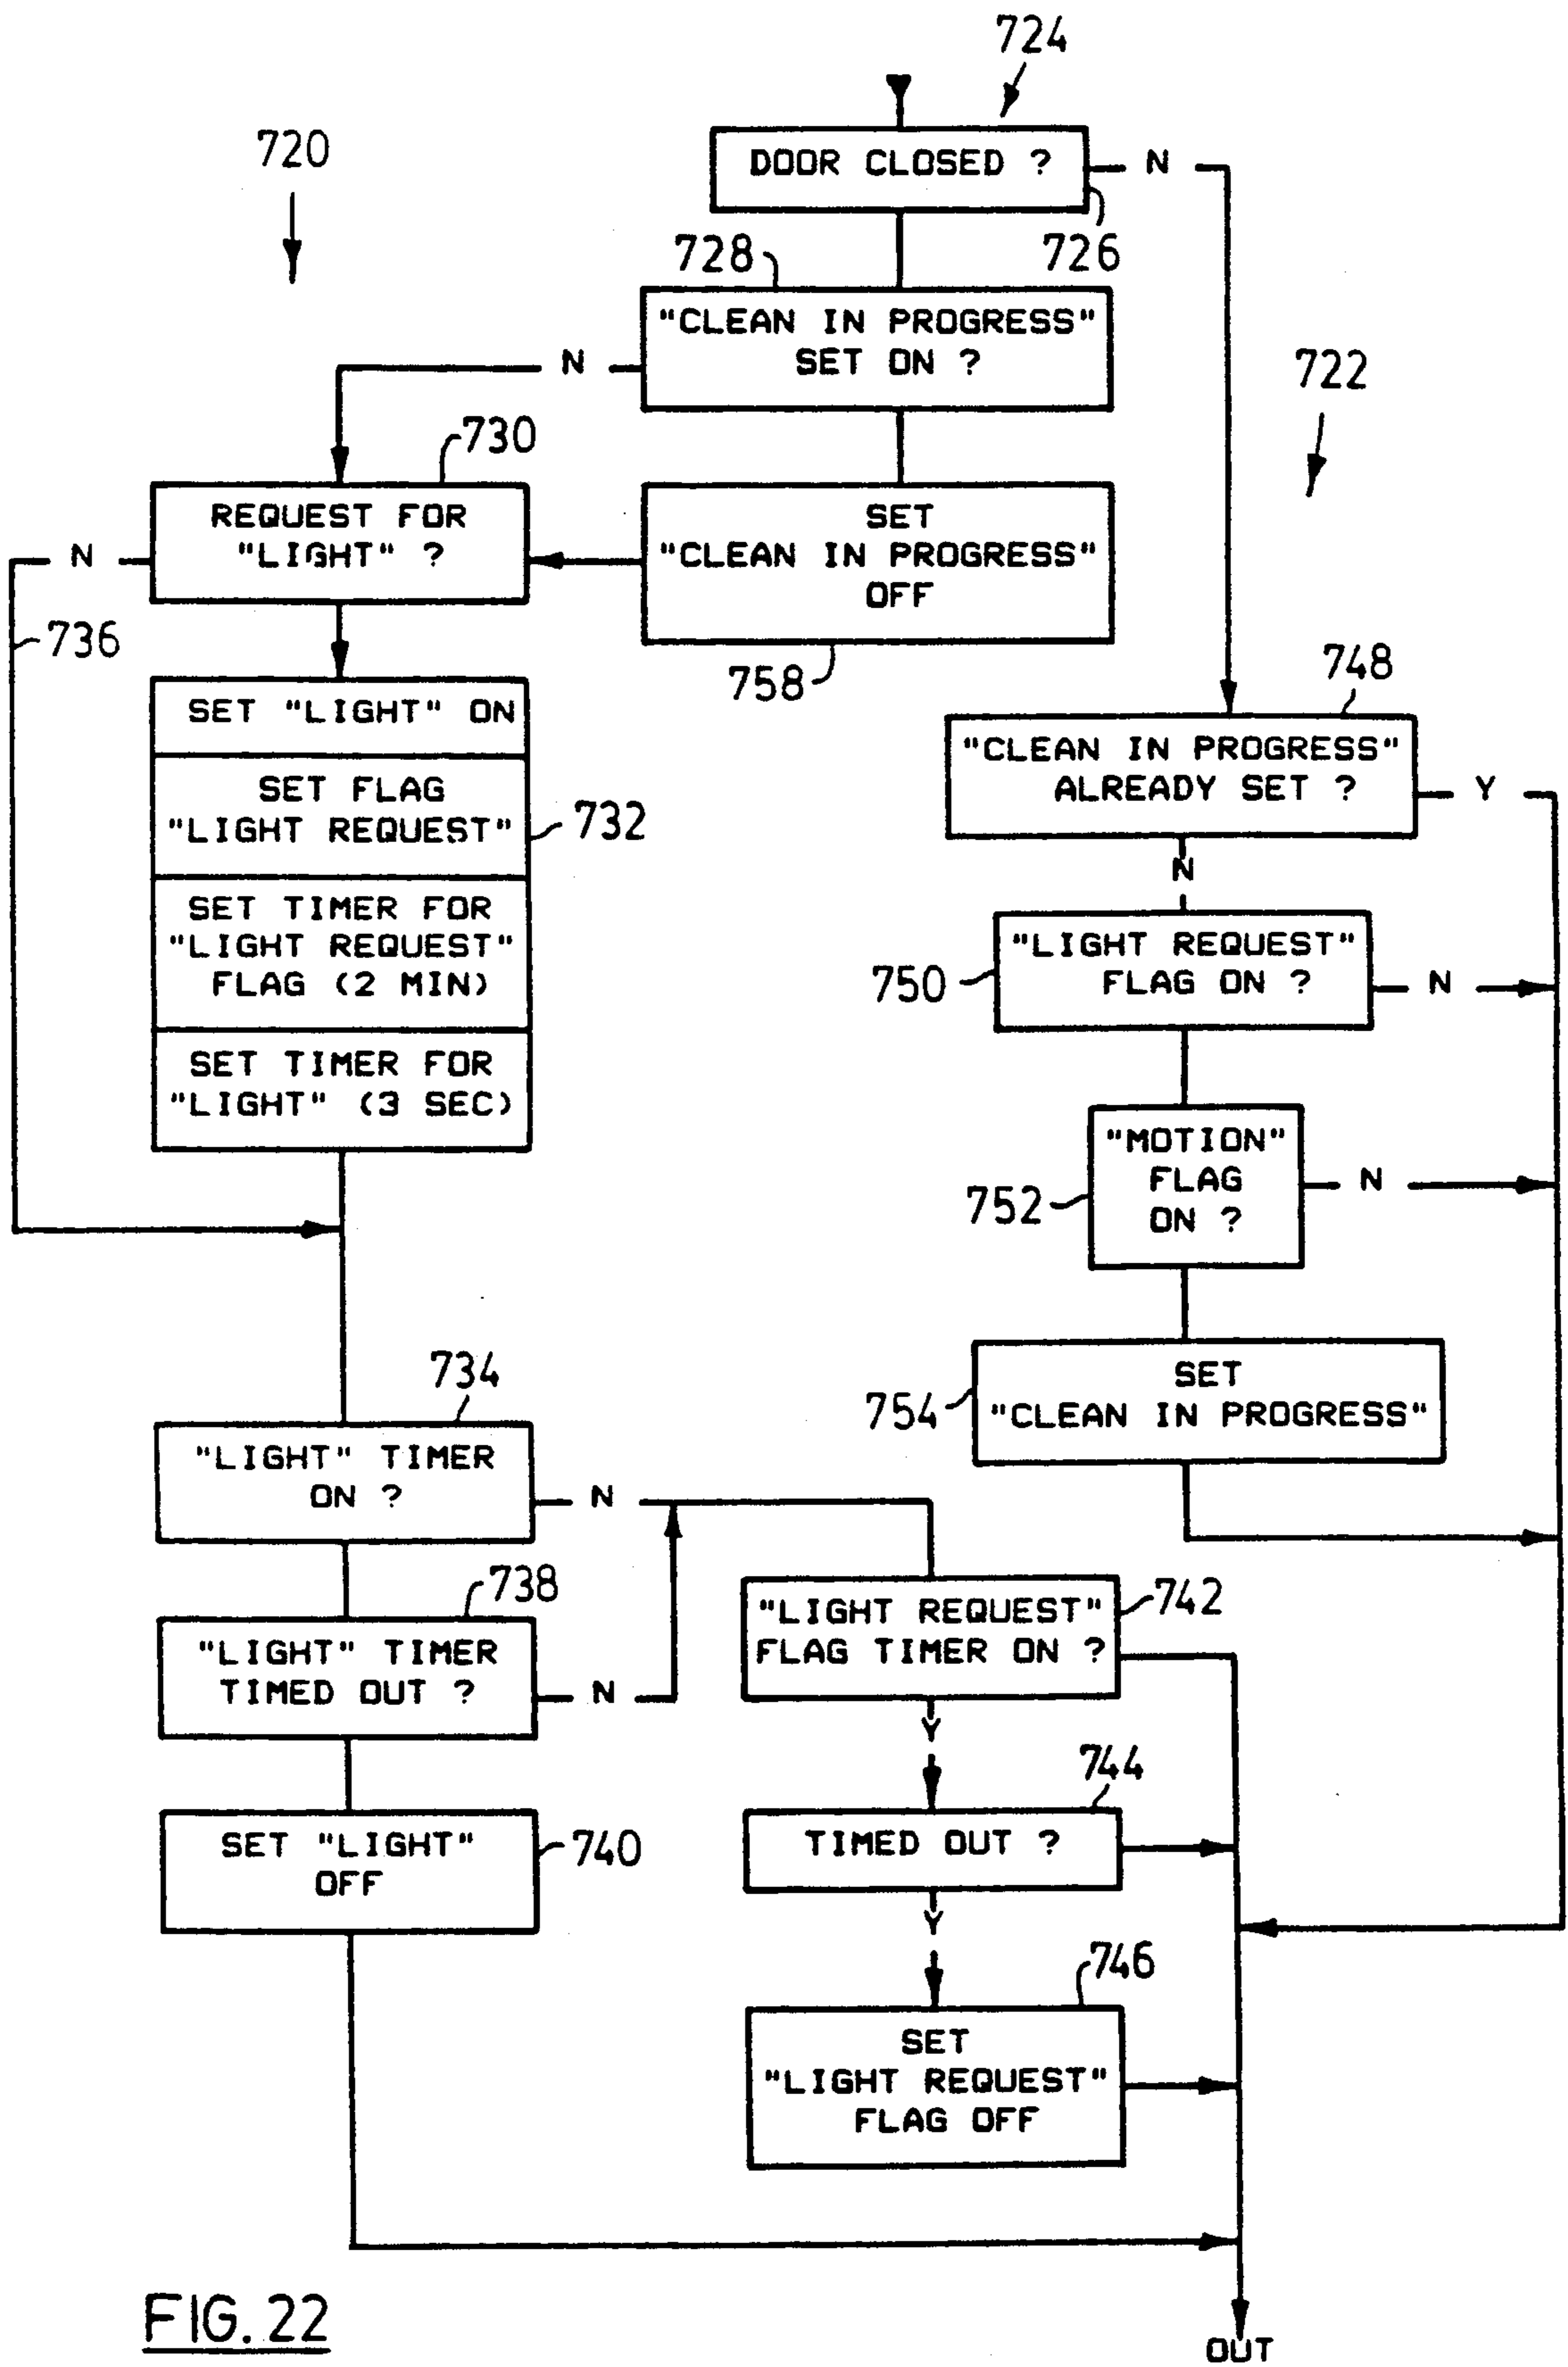 724
720
DOOR CLOSED ?
N
726
728
"CLEAN IN PROGRESS"
SET ON ?
N
722
730
REQUEST FOR
"LIGHT" ?
N
736
SET
"CLEAN IN PROGRESS"
OFF
758
SET "LIGHT" ON
SET FLAG
"LIGHT REQUEST"
732
SET TIMER FOR
"LIGHT REQUEST"
FLAG (2 MIN)
SET TIMER FOR
"LIGHT" (3 SEC)
748
"CLEAN IN PROGRESS"
ALREADY SET ?
Y
N
"LIGHT REQUEST"
FLAG ON ?
750
N
"MOTION"
FLAG
ON ?
752
N
SET
"CLEAN IN PROGRESS"
754
734
"LIGHT" TIMER
ON ?
N
738
"LIGHT" TIMER
TIMED OUT ?
N
SET "LIGHT"
OFF
740
"LIGHT REQUEST"
FLAG TIMER ON ?
742
Y
744
TIMED OUT ?
Y
746
SET
"LIGHT REQUEST"
FLAG OFF
FIG. 22
OUT